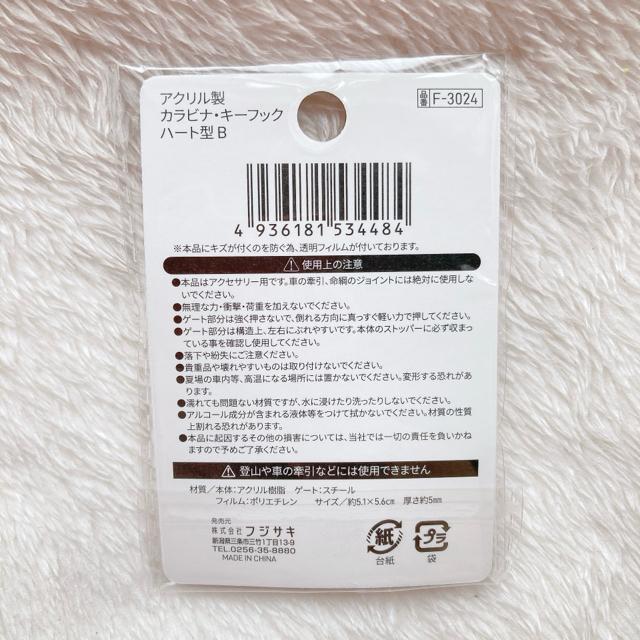 アクリル製
カラビナ・キーフック
ハート型 B
品番 F-3024
4 936181 534484
※本品にキズが付くのを防ぐ為、透明フィルムが付いております。
⚠使用上の注意
●本品はアクセサリー用です。車の牽引、命綱のジョイントには絶対に使用しな
いでください。
●無理な力・衝撃・荷重を加えないでください。
●ゲート部分は強く押さないで、倒れる方向に真っすぐ軽い力で押してください。
●ゲート部分は構造上、左右にぶれやすいです。本体のストッパーに必ず収まっ
ている事を確認し使用してください。
●落下や紛失にご注意ください。
●貴重品や壊れやすいものは取り付けないでください。
●夏場の車内等、高温になる場所には置かないでください。変形する恐れがあ
ります。
●濡れても問題ない材質ですが、水に浸けたり洗ったりしないでください。
●アルコール成分が含まれる液体等をつけて拭かないでください。材質の性質
上割れる恐れがあります。
●本品に起因するその他の損害については、当社では一切の責任を負いかね
ますので予めご了承ください。
⚠登山や車の牽引などには使用できません
材質/本体:アクリル樹脂 ゲート:スチール
フィルム:ポリエチレン サイズ/約5.1×5.6㎝ 厚さ約5mm
発売元
株式会社 フジサキ
新潟県三条市三竹1丁目13-9
TEL.0256-35-8880
MADE IN CHINA
紙
台紙
プラ
袋